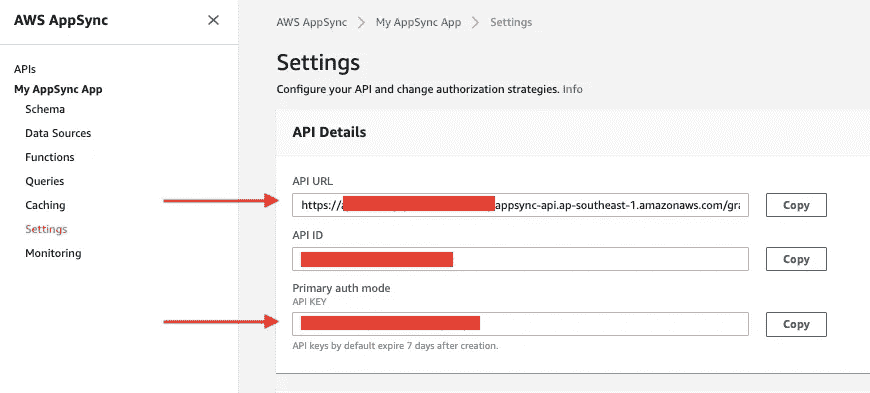 AWS AppSync
APIs
My AppSync App
Schema
Data Sources
Functions
Queries
Caching
Settings
Monitoring
AWS AppSync > My AppSync App > Settings
Settings
Configure your API and change authorization strategies. Info
API Details
API URL
https:// appsync-api.ap-southeast-1.amazonaws.com/gra
Copy
API ID
Copy
Primary auth mode
API KEY
Copy
API keys by default expire 7 days after creation.